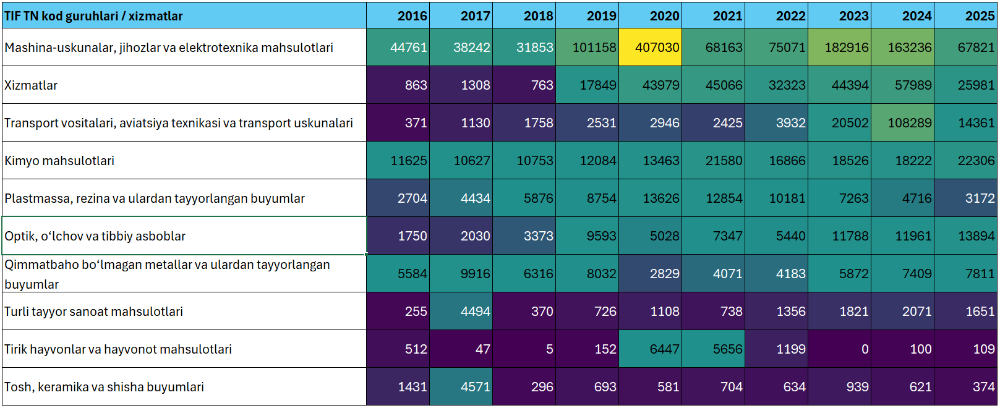 TIF TN kod guruhlari / xizmatlar 2016 2017 2018 2019 2020 2021 2022 2023 2024 2025
Mashina-uskunalar, jihozlar va elektrotexnika mahsulotlari 44761 38242 31853 101158 407030 68163 75071 182916 163236 67821
Xizmatlar 863 1308 763 17849 43979 45066 32323 44394 57989 25981
Transport vositalari, aviatsiya texnikasi va transport uskunalari 371 1130 1758 2531 2946 2425 3932 20502 108289 14361
Kimyo mahsulotlari 11625 10627 10753 12084 13463 21580 16866 18526 18222 22306
Plastmassa, rezina va ulardan tayyorlangan buyumlar 2704 4434 5876 8754 13626 12854 10181 7263 4716 3172
Optik, o‘lchov va tibbiy asboblar 1750 2030 3373 9593 5028 7347 5440 11788 11961 13894
Qimmatbaho bo‘lmagan metallar va ulardan tayyorlangan
buyumlar 5584 9916 6316 8032 2829 4071 4183 5872 7409 7811
Turli tayyor sanoat mahsulotlari 255 4494 370 726 1108 738 1356 1821 2071 1651
Tirik hayvonlar va hayvonot mahsulotlari 512 47 5 152 6447 5656 1199 0 100 109
Tosh, keramika va shisha buyumlari 1431 4571 296 693 581 704 634 939 621 374